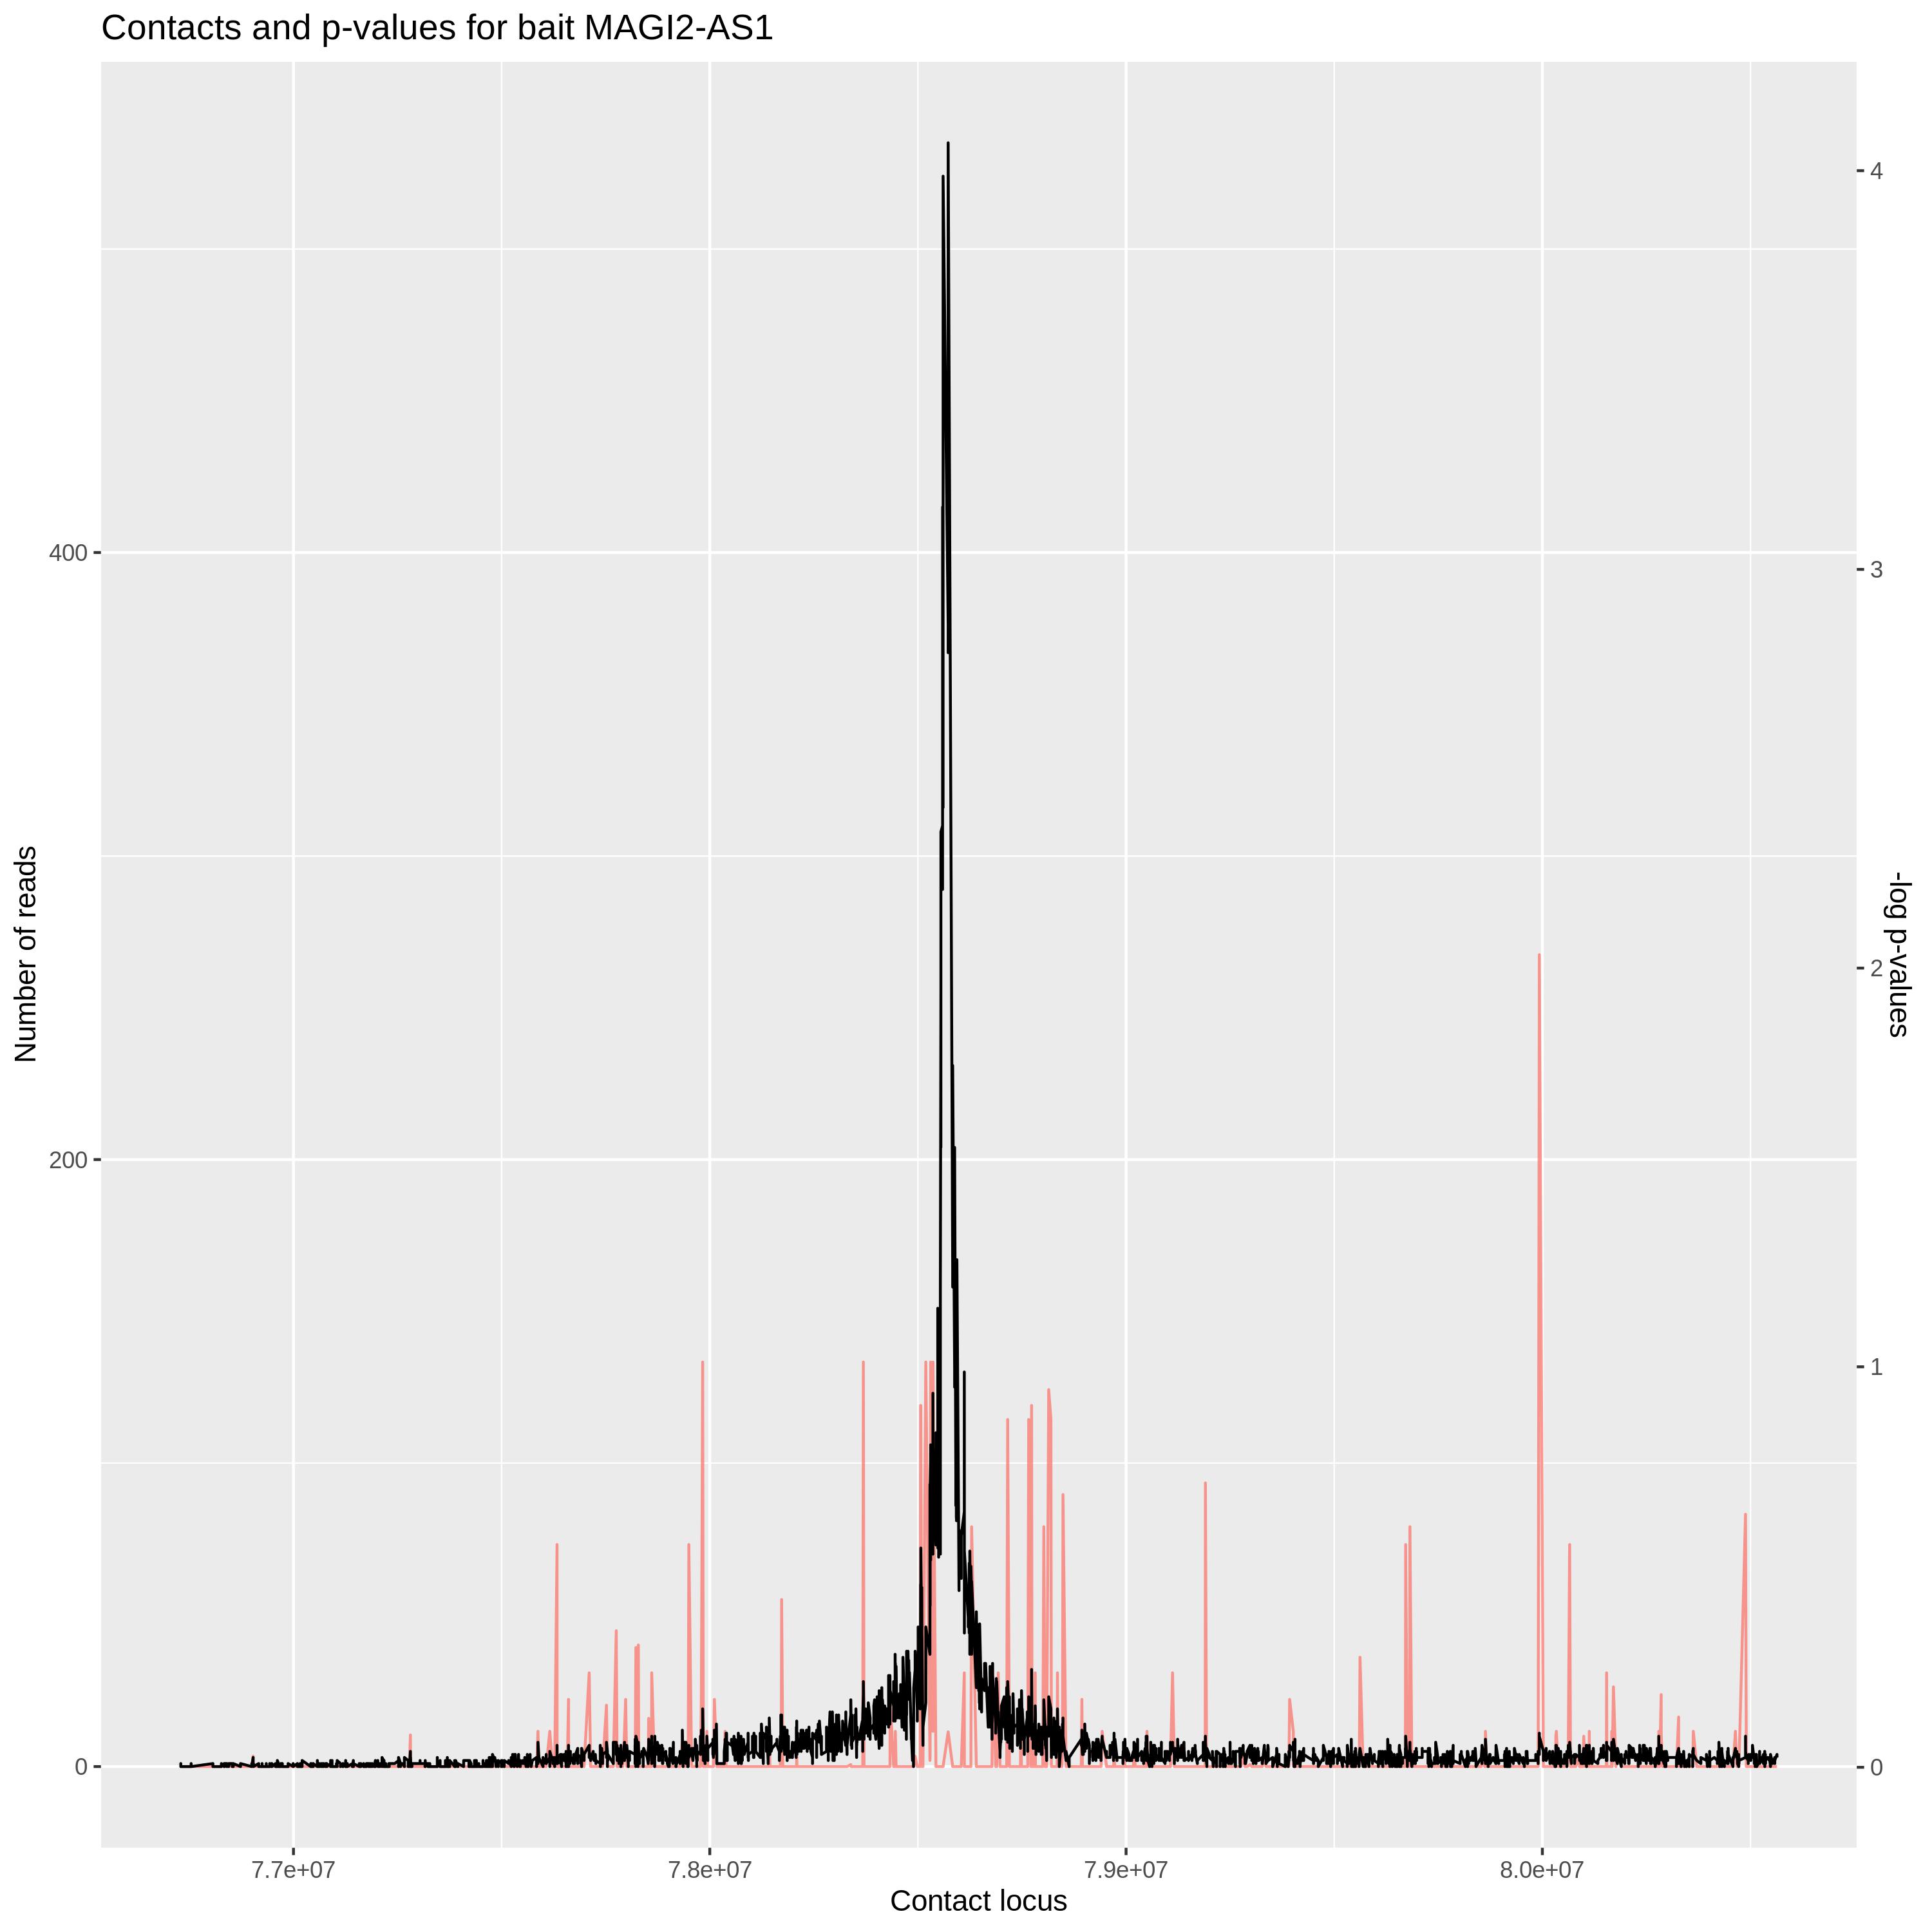 Contacts and p-values for bait MAGI2-AS1
Number of reads
400
200
0
4
3
2
1
0
-log p-values
7.7e+07
7.8e+07
7.9e+07
8.0e+07
Contact locus